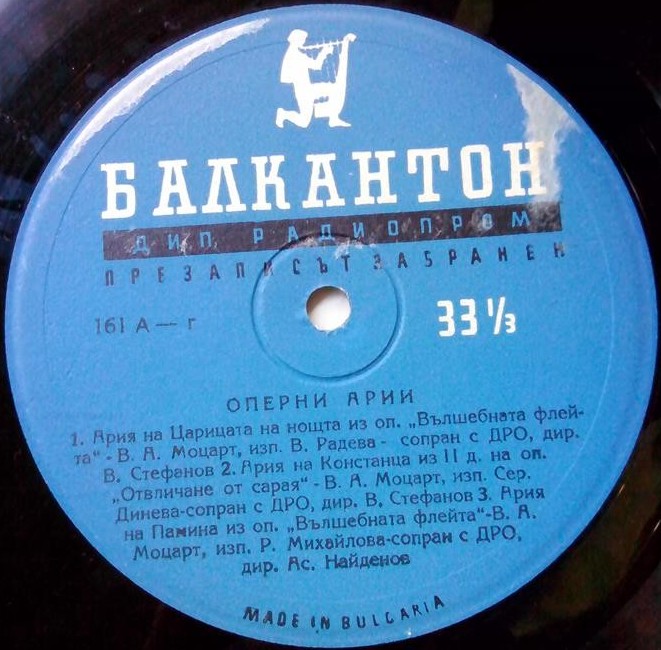 БАЛКАНТОН
ДИП РАДИОПРОМ
ПРЕЗАПИСЪТ ЗАБРАНЕН
161 А — г
33 1/3
ОПЕРНИ АРИИ
1. Ария на Царицата на нощта из оп. „Вълшебната флей-
та" - В. А. Моцарт, изп. В. Радева - сопран с ДРО, дир.
В. Стефанов 2. Ария на Констанца из II д. на оп.
„Отвличане от сарая" - В. А. Моцарт, изп. Сер.
Динева-сопран с ДРО, дир. В. Стефанов 3. Ария
на Памина из оп. „Вълшебната флейта"-В. А.
Моцарт, изп. Р. Михайлова-сопран с ДРО,
дир. Ас. Найденов
MADE IN BULGARIA